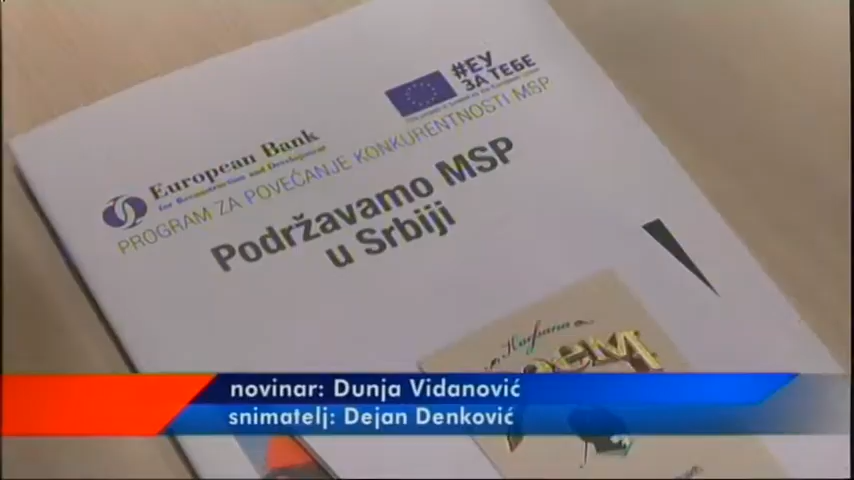 #ЕУ
ЗА ТЕБЕ
European Bank
for Reconstruction and Development
PROGRAM ZA POVEĆANJE KONKURENTNOSTI MSP
Podržavamo MSP
u Srbiji
Кафана
novinar: Dunja Vidanović
snimatelj: Dejan Denković